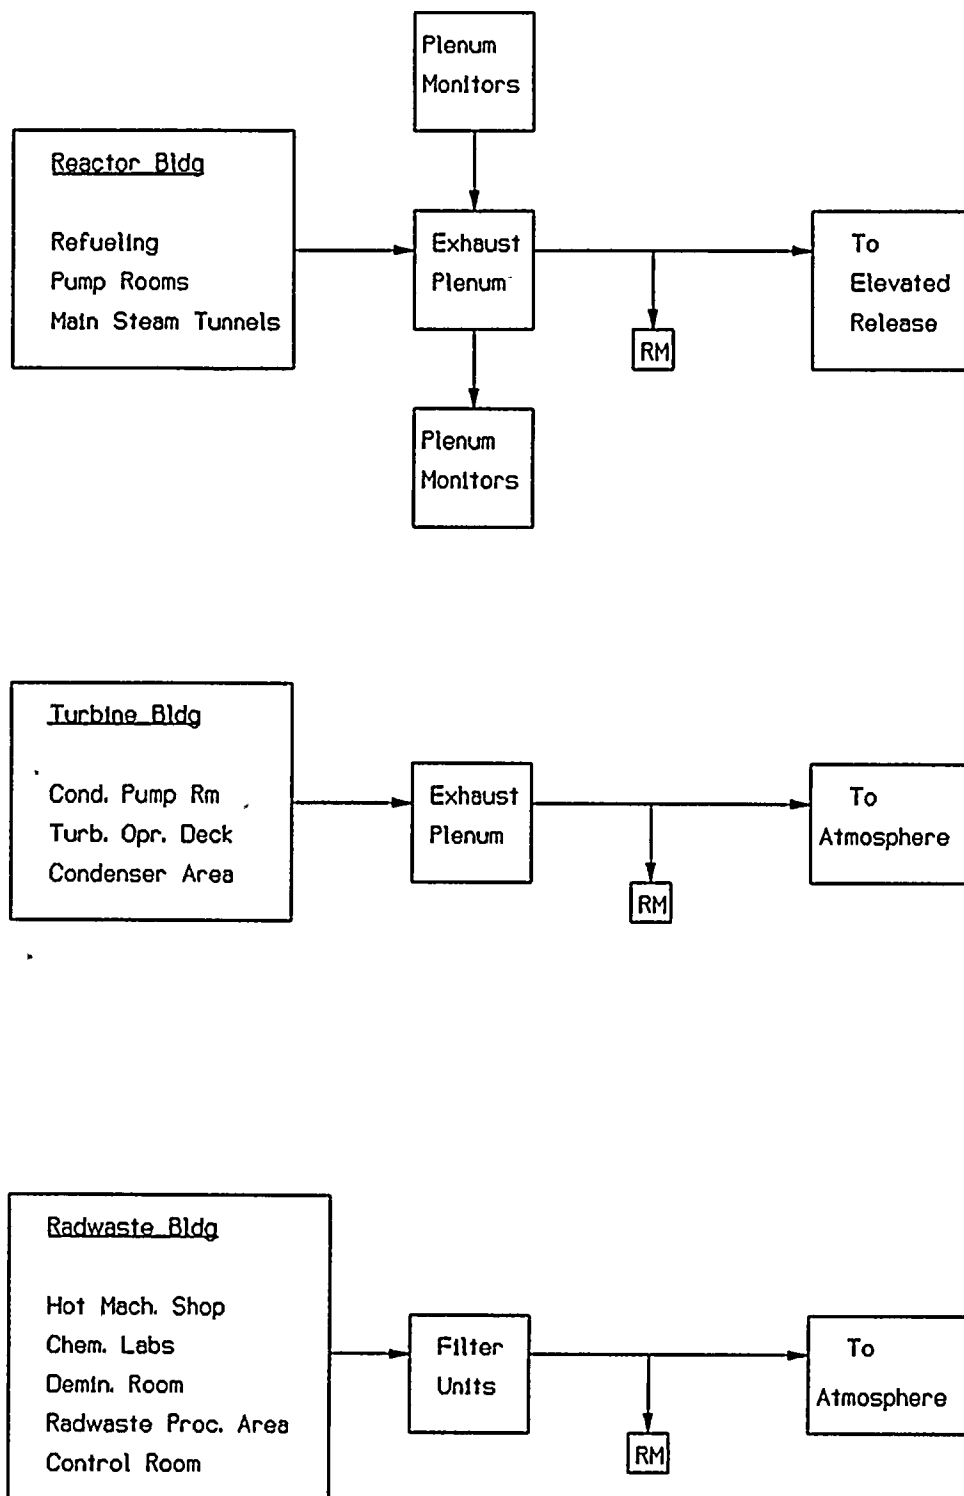 Plenum
Monitors
Reactor Bldg
Refueling
Pump Rooms
Main Steam Tunnels
Exhaust
Plenum
RM
To
Elevated
Release
Plenum
Monitors
Turbine Bldg
Cond. Pump Rm
Turb. Opr. Deck
Condenser Area
Exhaust
Plenum
RM
To
Atmosphere
Radwaste Bldg
Hot Mach. Shop
Chem. Labs
Demin. Room
Radwaste Proc. Area
Control Room
Filter
Units
RM
To
Atmosphere